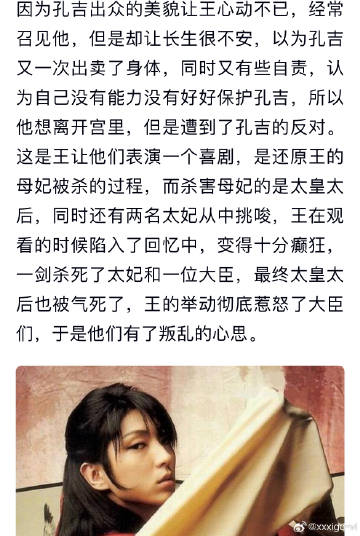 因为孔吉出众的美貌让王心动不已，经常
召见他，但是却让长生很不安，以为孔吉
又一次出卖了身体，同时又有些自责，认
为自己没有能力没有好好保护孔吉，所以
他想离开宫里，但是遭到了孔吉的反对。
这是王让他们表演一个喜剧，是还原王的
母妃被杀的过程，而杀害母妃的是太皇太
后，同时还有两名太妃从中挑唆，王在观
看的时候陷入了回忆中，变得十分癫狂，
一剑杀死了太妃和一位大臣，最终太皇太
后也被气死了，王的举动彻底惹怒了大臣
们，于是他们有了叛乱的心思。